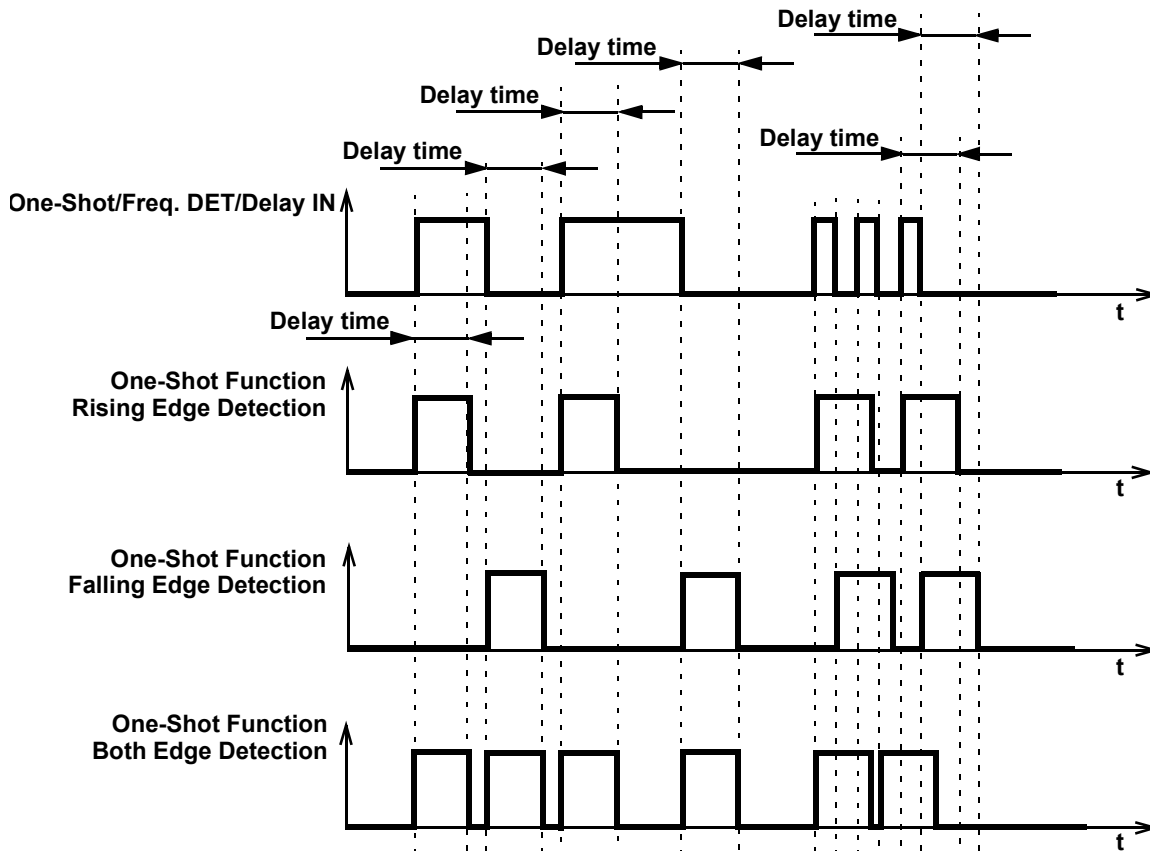 Delay time
Delay time
Delay time
Delay time
Delay time
One-Shot/Freq. DET/Delay IN
t
Delay time
One-Shot Function
Rising Edge Detection
t
One-Shot Function
Falling Edge Detection
t
One-Shot Function
Both Edge Detection
t